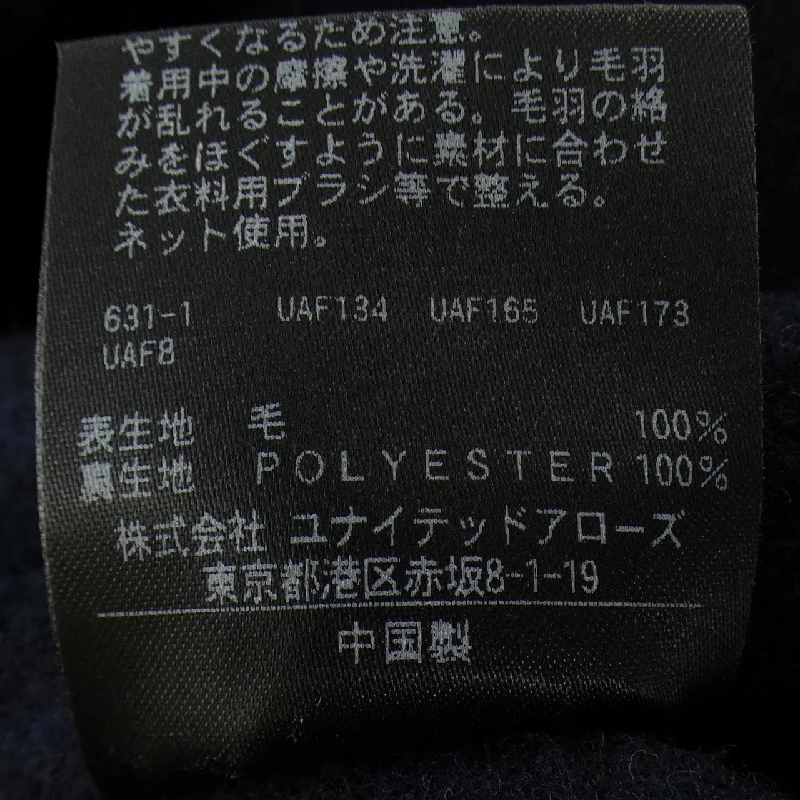 やすくなるため注意。
着用中の摩擦や洗濯により毛羽
が乱れることがある。毛羽の絡
みをほぐすように素材に合わせ
た衣料用ブラシ等で整える。
ネット使用。
631-1 UAF134 UAF165 UAF173
UAF8
表生地 毛 100%
裏生地 POLYESTER 100%
株式会社 ユナイテッドアローズ
東京都港区赤坂8-1-19
中国製